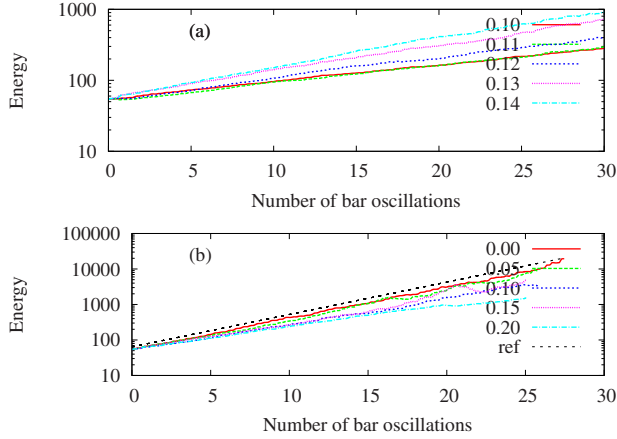 1000 (a) 0.10
0.11
100 0.12
0.13
0.14
10
Energy
0 5 10 15 20 25 30
Number of bar oscillations
100000 (b) 0.00
10000 0.05
0.10
1000 0.15
0.20
100 ref
10
Energy
0 5 10 15 20 25 30
Number of bar oscillations